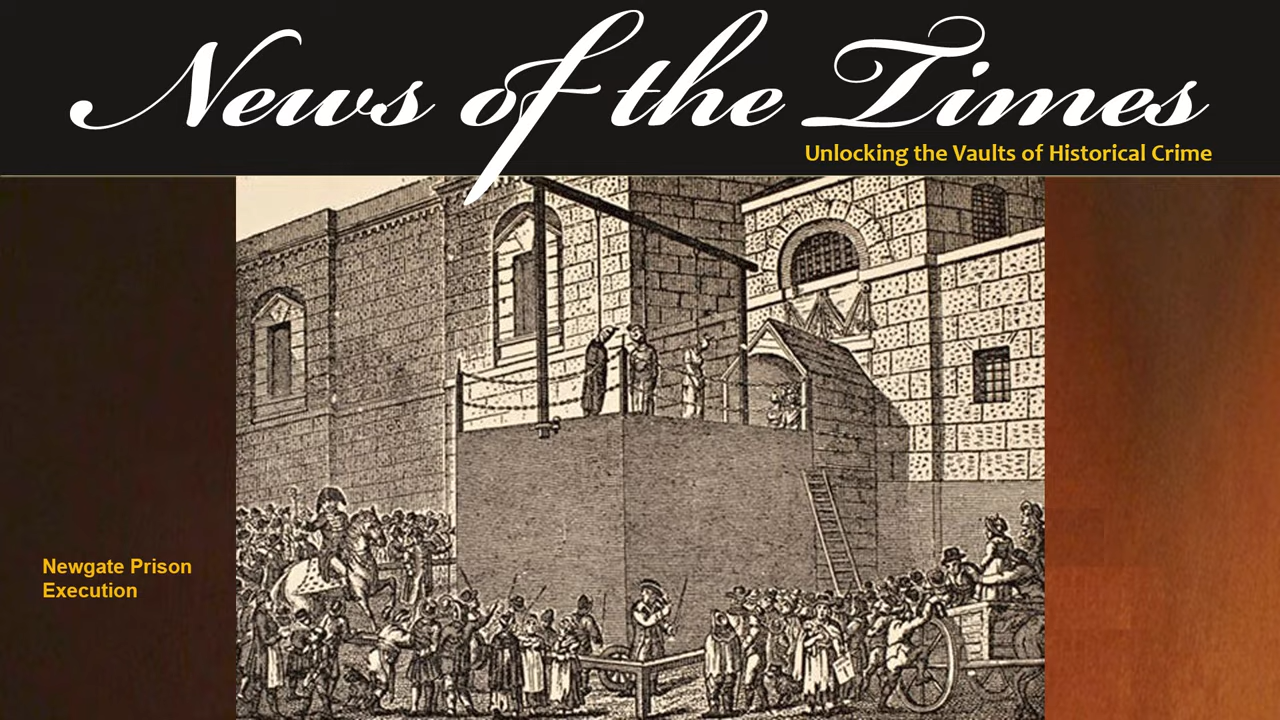 News of the Times
Unlocking the Vaults of Historical Crime
Newgate Prison
Execution